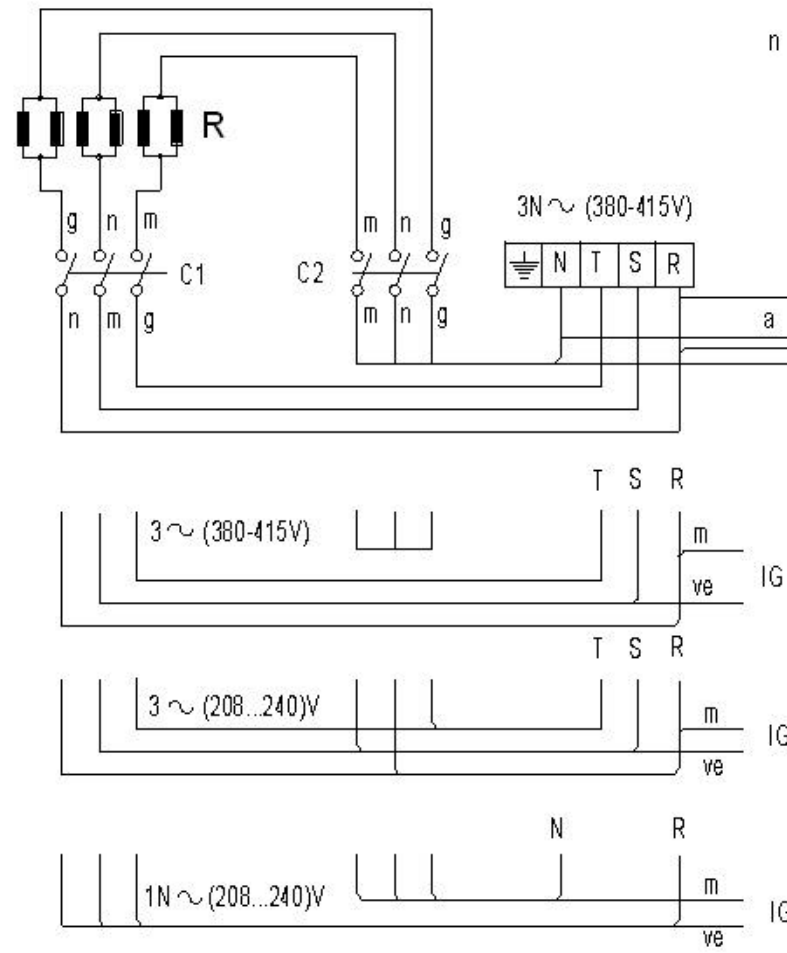 n
R
g n m
m n g
3N ~ (380-415V)
C1
C2
N T S R
n m g
m n g
a
T S R
3 ~ (380-415V)
m
IG
ve
T S R
3 ~ (208...240)V
m
IG
ve
N R
1N ~ (208...240)V
m
IG
ve